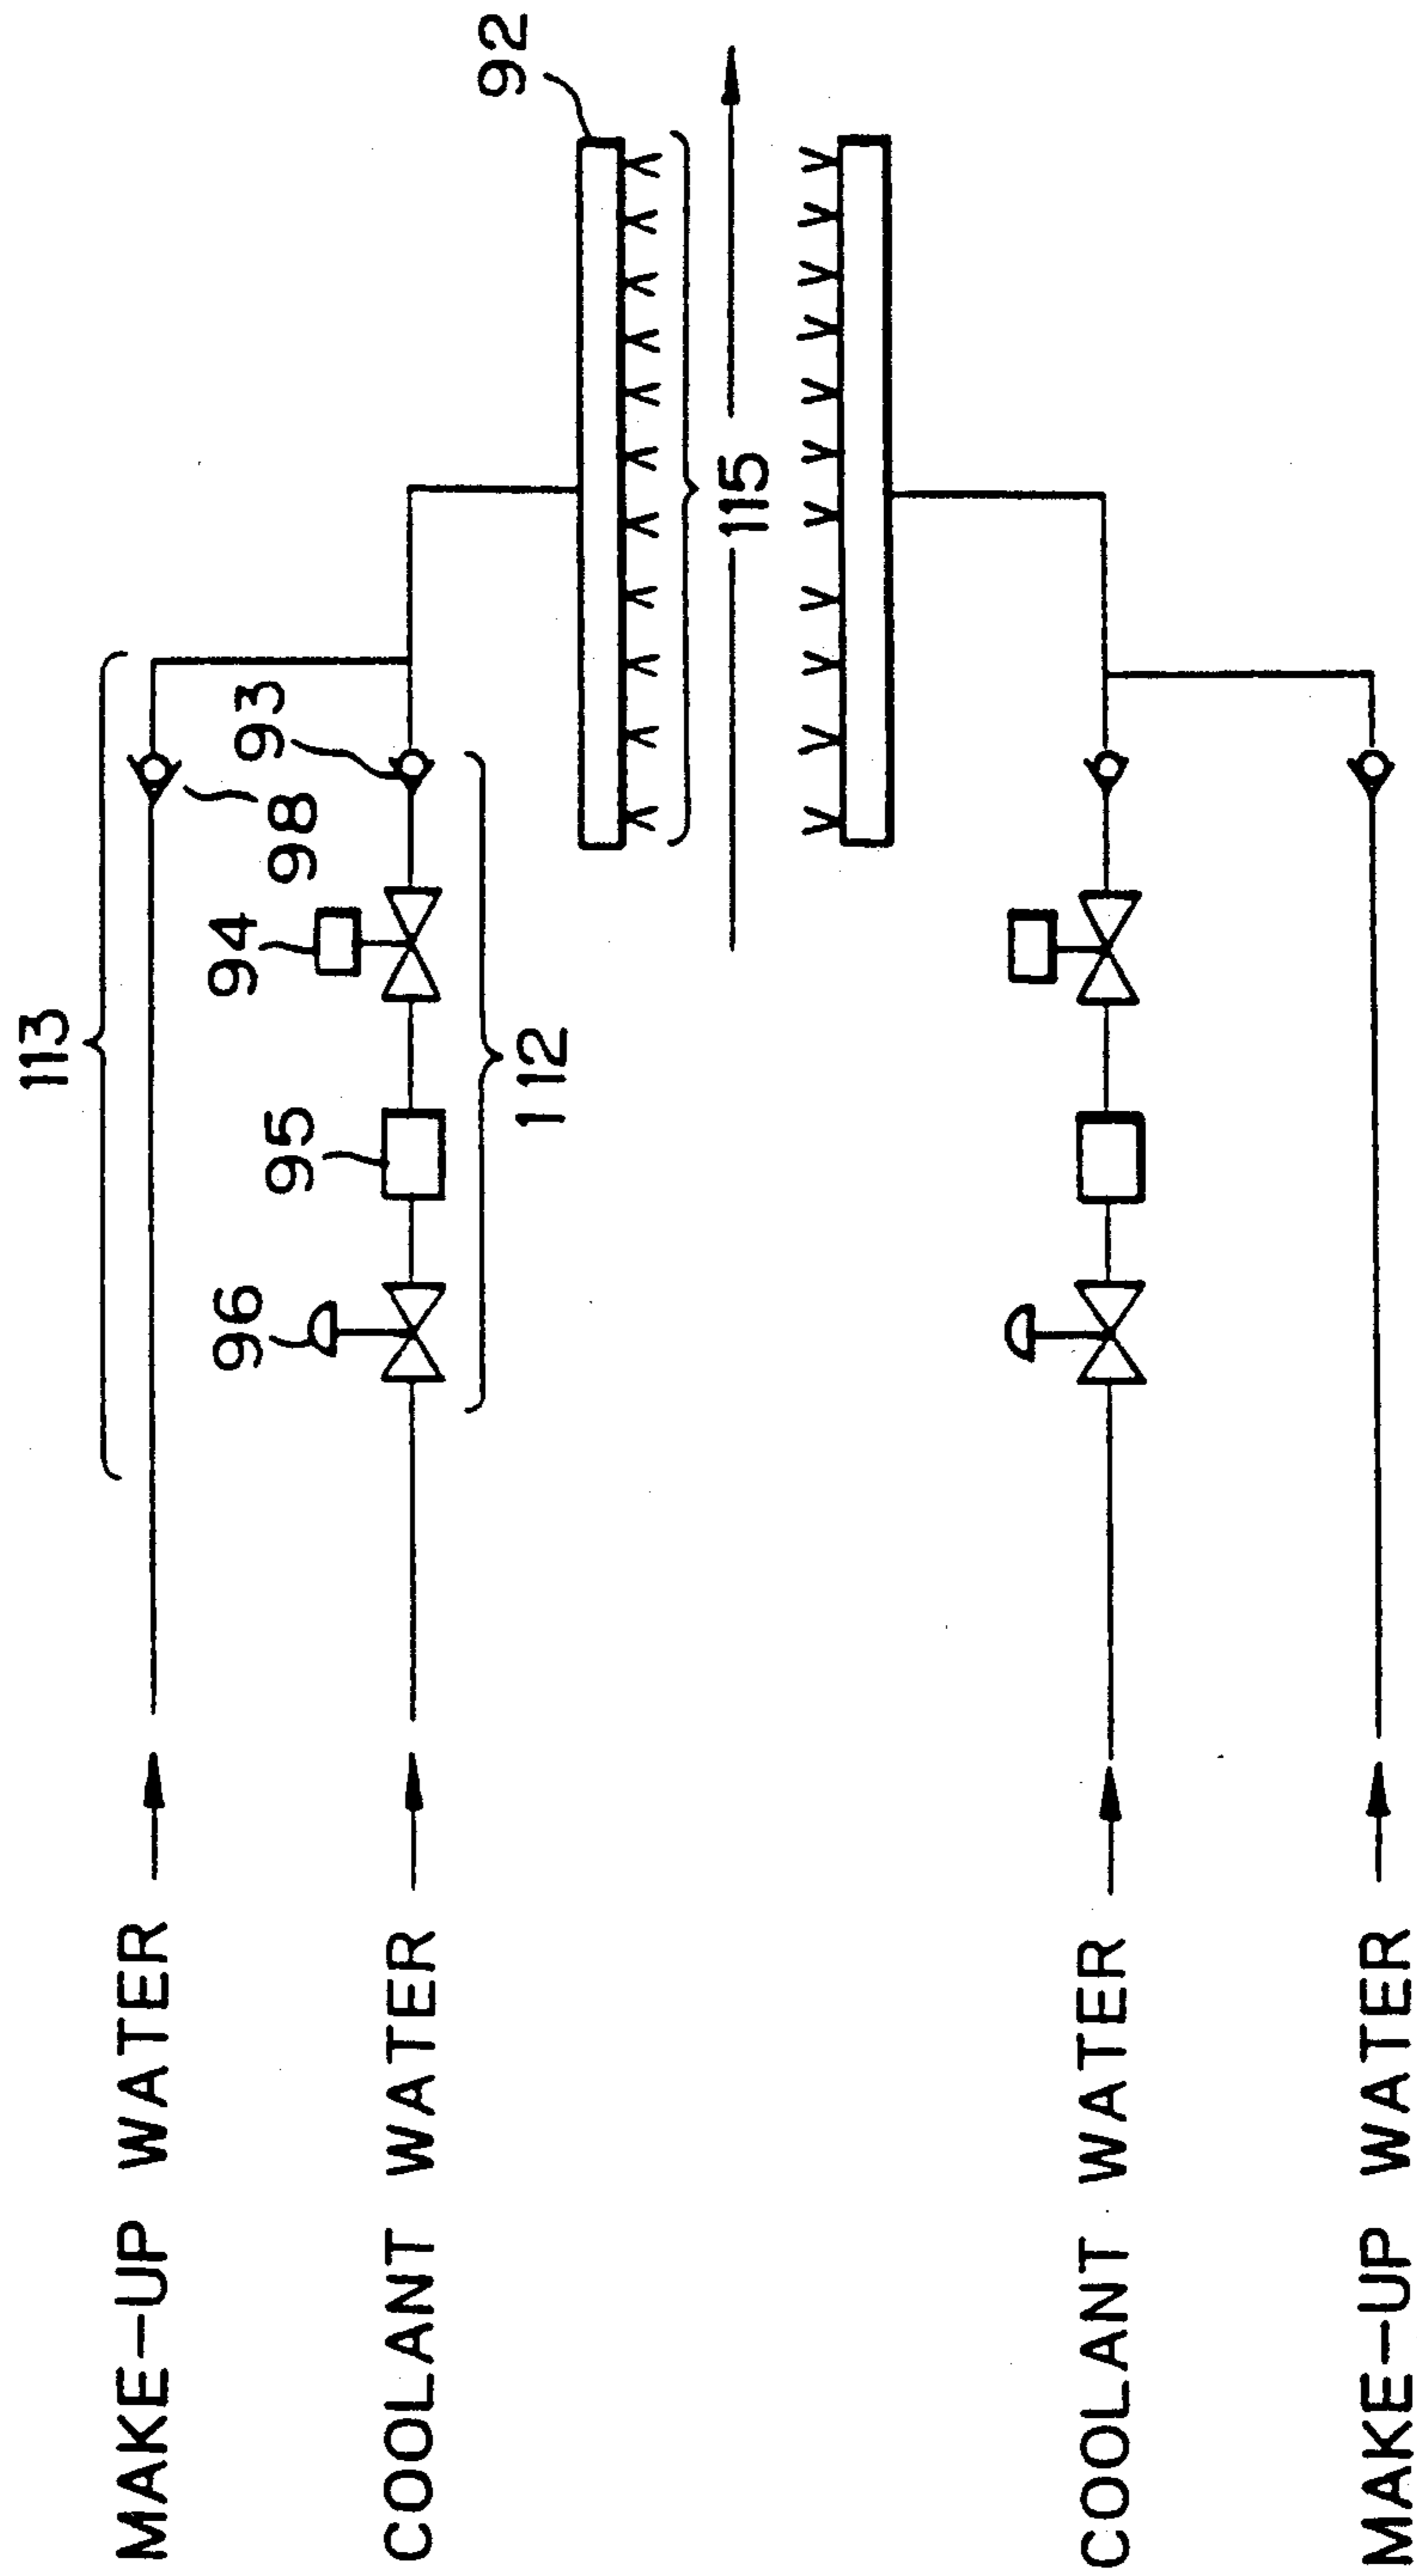 MAKE-UP WATER
113
98
93
COOLANT WATER
96
95
94
112
92
115
COOLANT WATER
MAKE-UP WATER